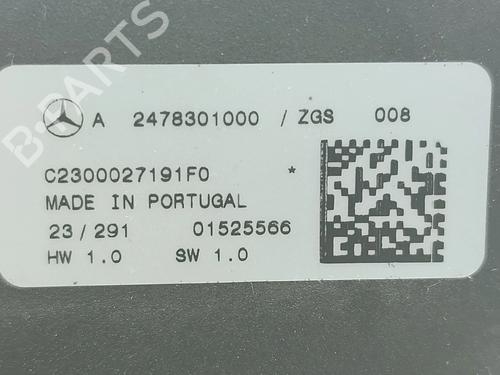 B-PARTS
A 2478301000 / ZGS 008
C2300027191F0 *
MADE IN PORTUGAL
23/291 01525566
HW 1.0 SW 1.0